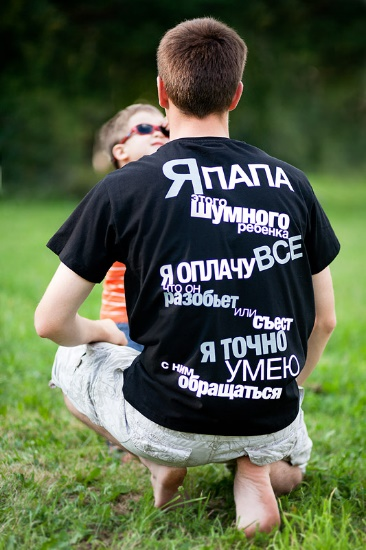 Я ПАПА
этого
шумного
ребенка
Я ОПЛАЧУ ВСЕ
что он
разобьет или
съест
Я ТОЧНО
с ним УМЕЮ
обращаться